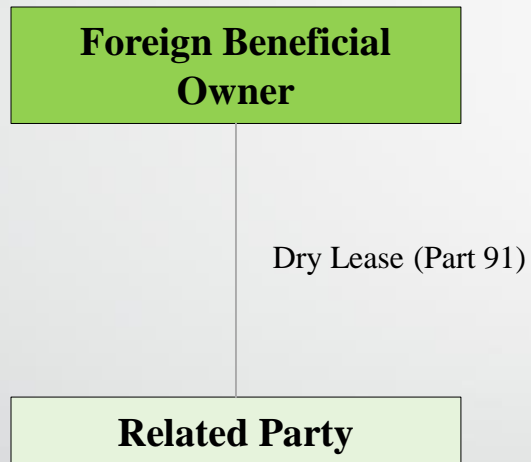 Foreign Beneficial
Owner
Dry Lease (Part 91)
Related Party